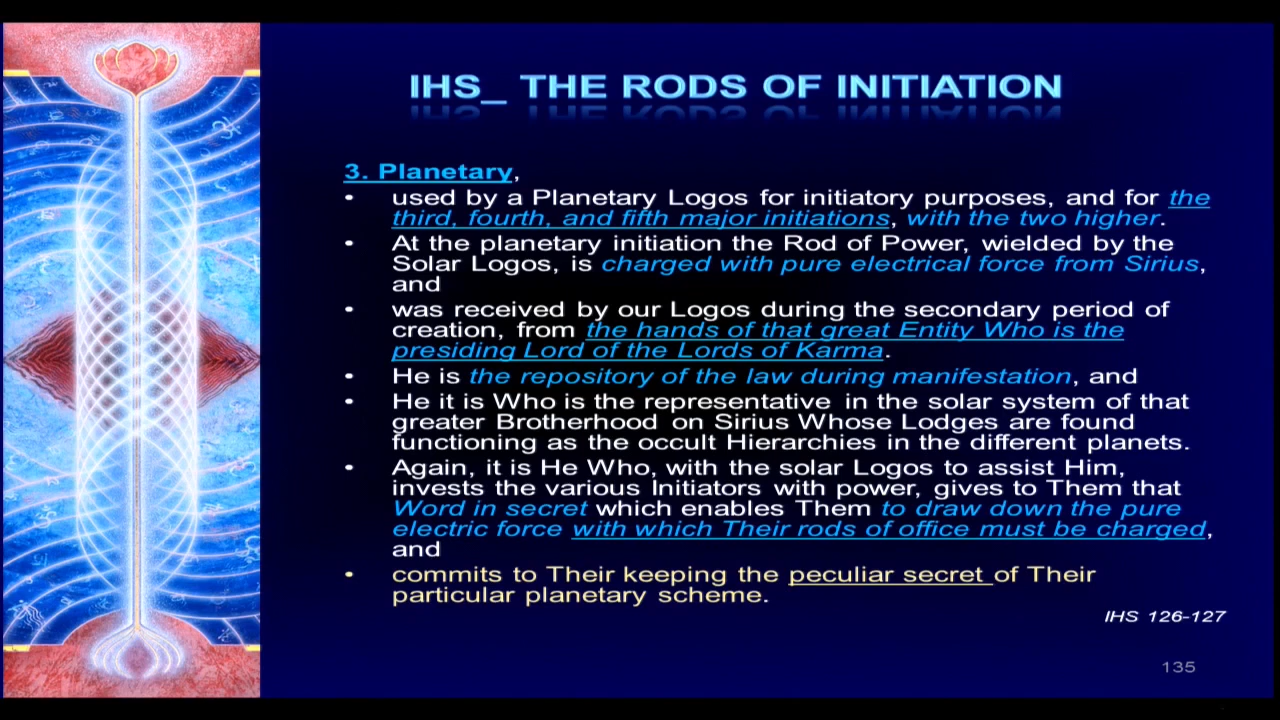 IHS_ THE RODS OF INITIATION
3. Planetary,
• used by a Planetary Logos for initiatory purposes, and for the
third, fourth, and fifth major initiations, with the two higher.
• At the planetary initiation the Rod of Power, wielded by the
Solar Logos, is charged with pure electrical force from Sirius,
and
• was received by our Logos during the secondary period of
creation, from the hands of that great Entity Who is the
presiding Lord of the Lords of Karma.
• He is the repository of the law during manifestation, and
• He it is Who is the representative in the solar system of that
greater Brotherhood on Sirius Whose Lodges are found
functioning as the occult Hierarchies in the different planets.
• Again, it is He Who, with the solar Logos to assist Him,
invests the various Initiators with power, gives to Them that
Word in secret which enables Them to draw down the pure
electric force with which Their rods of office must be charged,
and
• commits to Their keeping the peculiar secret of Their
particular planetary scheme.
IHS 126-127
135